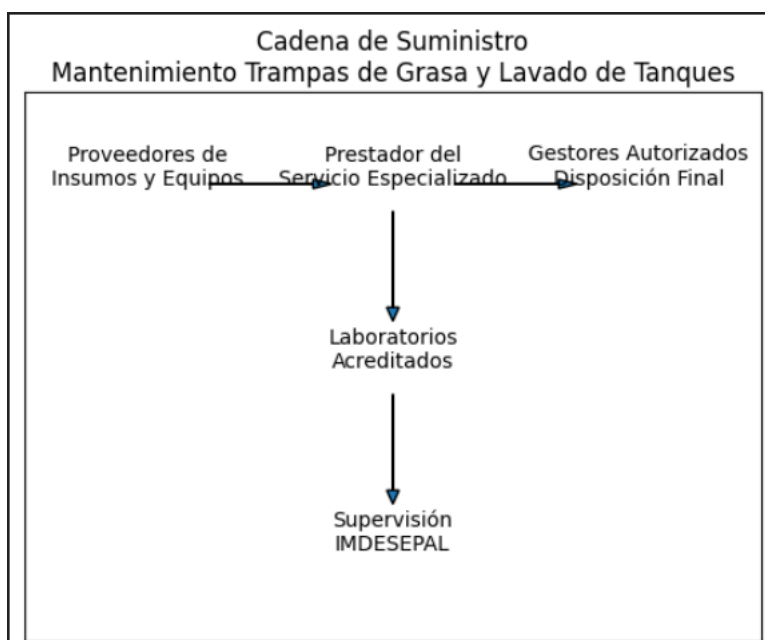 Cadena de Suministro
Mantenimiento Trampas de Grasa y Lavado de Tanques
Proveedores de
Insumos y Equipos
Prestador del
Servicio Especializado
Gestores Autorizados
Disposición Final
Laboratorios
Acreditados
Supervisión
IMDESEPAL